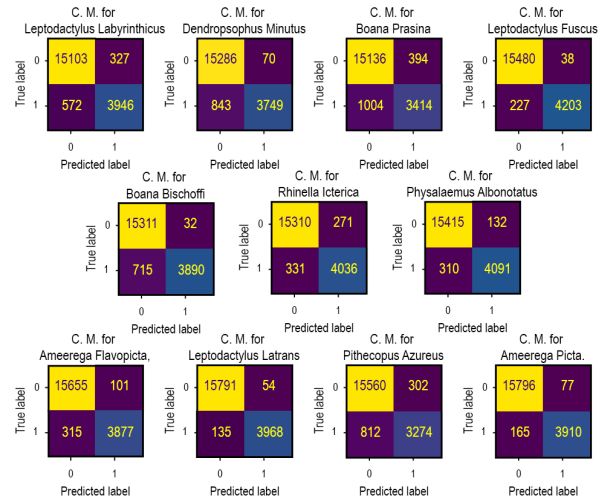 C. M. for
Leptodactylus Labyrinthicus
True label
0
1
15103 327
572 3946
0 1
Predicted label
C. M. for
Dendropsophus Minutus
True label
0
1
15286 70
843 3749
0 1
Predicted label
C. M. for
Boana Prasina
True label
0
1
15136 394
1004 3414
0 1
Predicted label
C. M. for
Leptodactylus Fuscus
True label
0
1
15480 38
227 4203
0 1
Predicted label
C. M. for
Boana Bischoffi
True label
0
1
15311 32
715 3890
0 1
Predicted label
C. M. for
Rhinella Icterica
True label
0
1
15310 271
331 4036
0 1
Predicted label
C. M. for
Physalaemus Albonotatus
True label
0
1
15415 132
310 4091
0 1
Predicted label
C. M. for
Ameerega Flavopicta,
True label
0
1
15655 101
315 3877
0 1
Predicted label
C. M. for
Leptodactylus Latrans
True label
0
1
15791 54
135 3968
0 1
Predicted label
C. M. for
Pithecopus Azureus
True label
0
1
15560 302
812 3274
0 1
Predicted label
C. M. for
Ameerega Picta.
True label
0
1
15796 77
165 3910
0 1
Predicted label